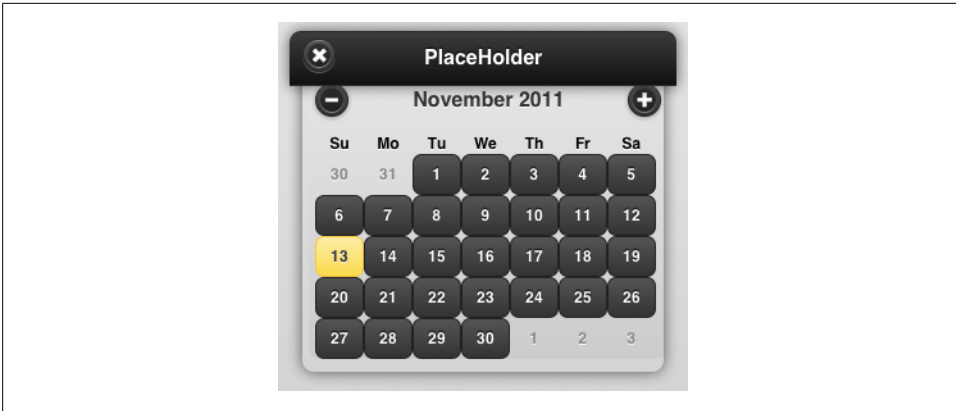 PlaceHolder
November 2011
Su Mo Tu We Th Fr Sa
30 31 1 2 3 4 5
6 7 8 9 10 11 12
13 14 15 16 17 18 19
20 21 22 23 24 25 26
27 28 29 30 1 2 3